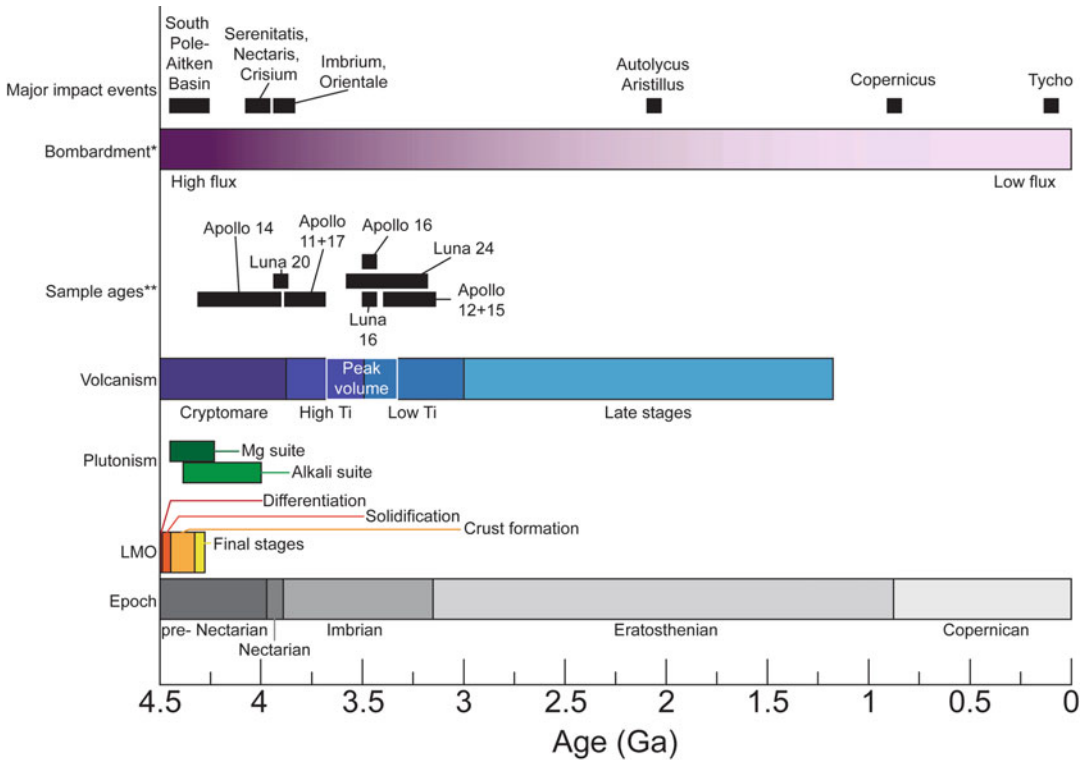 South
Pole-
Aitken
Basin
Serenitatis,
Nectaris,
Crisium
Imbrium,
Orientale
Autolycus
Aristillus
Copernicus
Tycho
Major impact events
Bombardment*
High flux
Low flux
Apollo 14
Apollo
11+17
Apollo 16
Luna 20
Luna 24
Sample ages**
Apollo
12+15
Luna
16
Volcanism
Peak
volume
Cryptomare
High Ti
Low Ti
Late stages
Plutonism
Mg suite
Alkali suite
Differentiation
Solidification
Crust formation
LMO
Final stages
Epoch
pre- Nectarian
Nectarian
Imbrian
Eratosthenian
Copernican
4.5 4 3.5 3 2.5 2 1.5 1 0.5 0
Age (Ga)